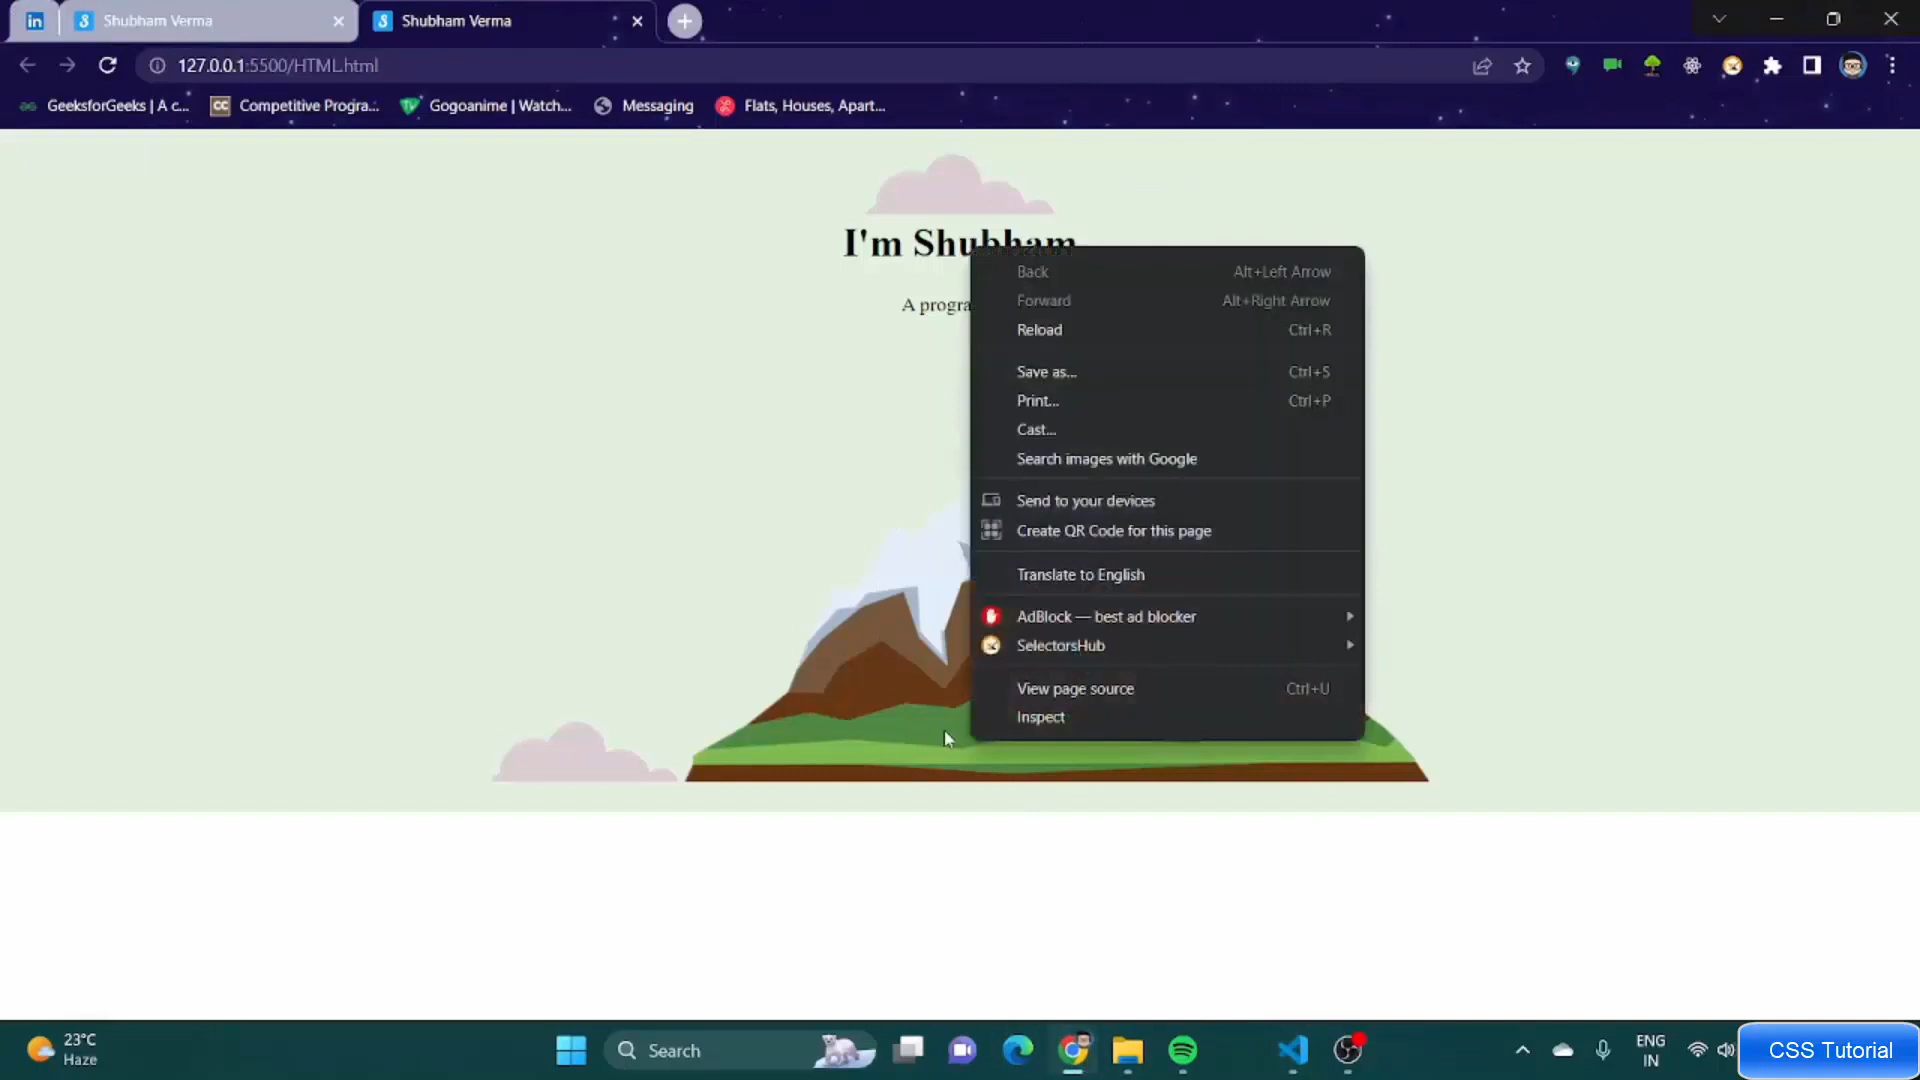 in
Shubham Verma
Shubham Verma
127.0.0.1:5500/HTML.html
GeeksforGeeks | A c...
CC Competitive Progra...
Gogoanime | Watch...
Messaging
Flats, Houses, Apart...
I'm Shubham
A progra
Back Alt+Left Arrow
Forward Alt+Right Arrow
Reload Ctrl+R
Save as... Ctrl+S
Print... Ctrl+P
Cast...
Search images with Google
Send to your devices
Create QR Code for this page
Translate to English
AdBlock — best ad blocker
SelectorsHub
View page source Ctrl+U
Inspect
23°C
Haze
Search
ENG
IN
CSS Tutorial